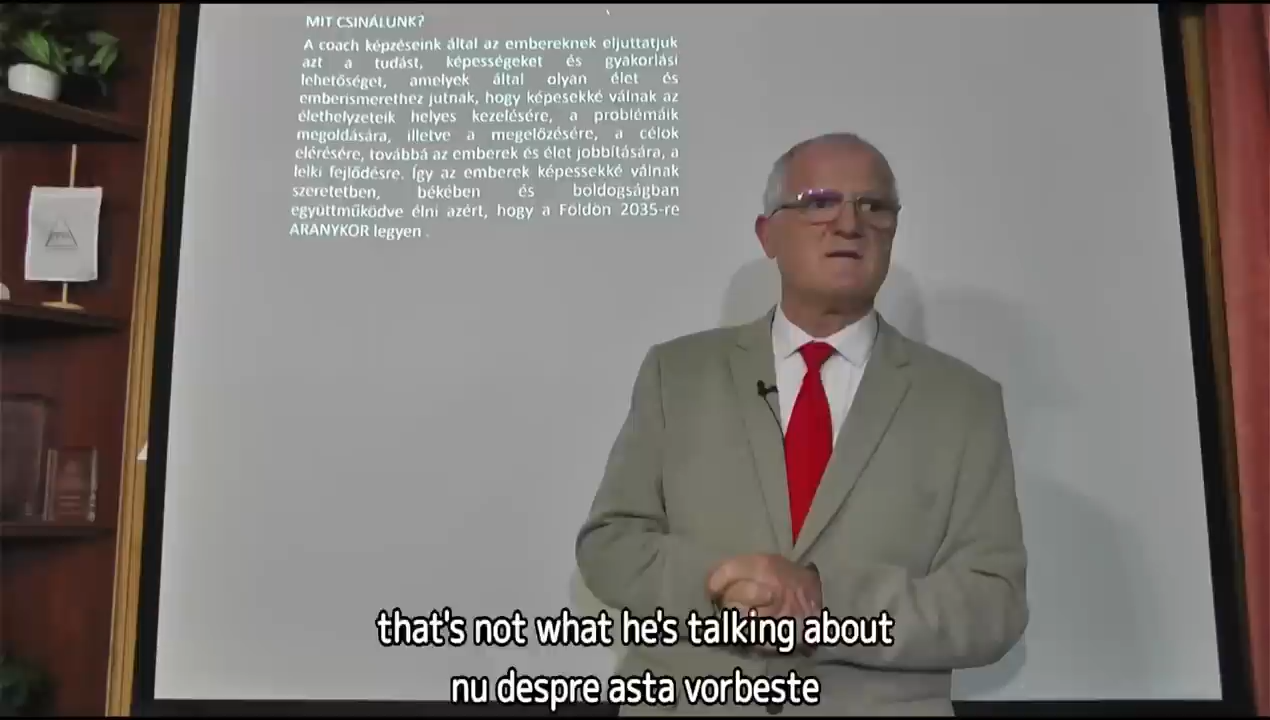 MIT CSINÁLUNK?
A coach képzéseink által az embereknek eljuttatjuk
azt a tudást, képességeket és gyakorlási
lehetőséget, amelyek által olyan élet és
emberismerethez jutnak, hogy képesekké válnak az
élethelyzeteik helyes kezelésére, a problémáik
megoldására, illetve a megelőzésére, a célok
elérésére, továbbá az emberek és élet jobbítására, a
lelki fejlődésre. Így az emberek képessekké válnak
szeretetben, békében és boldogságban
együttműködve élni azért, hogy a Földön 2035-re
ARANYKOR legyen .
that's not what he's talking about
nu despre asta vorbeste